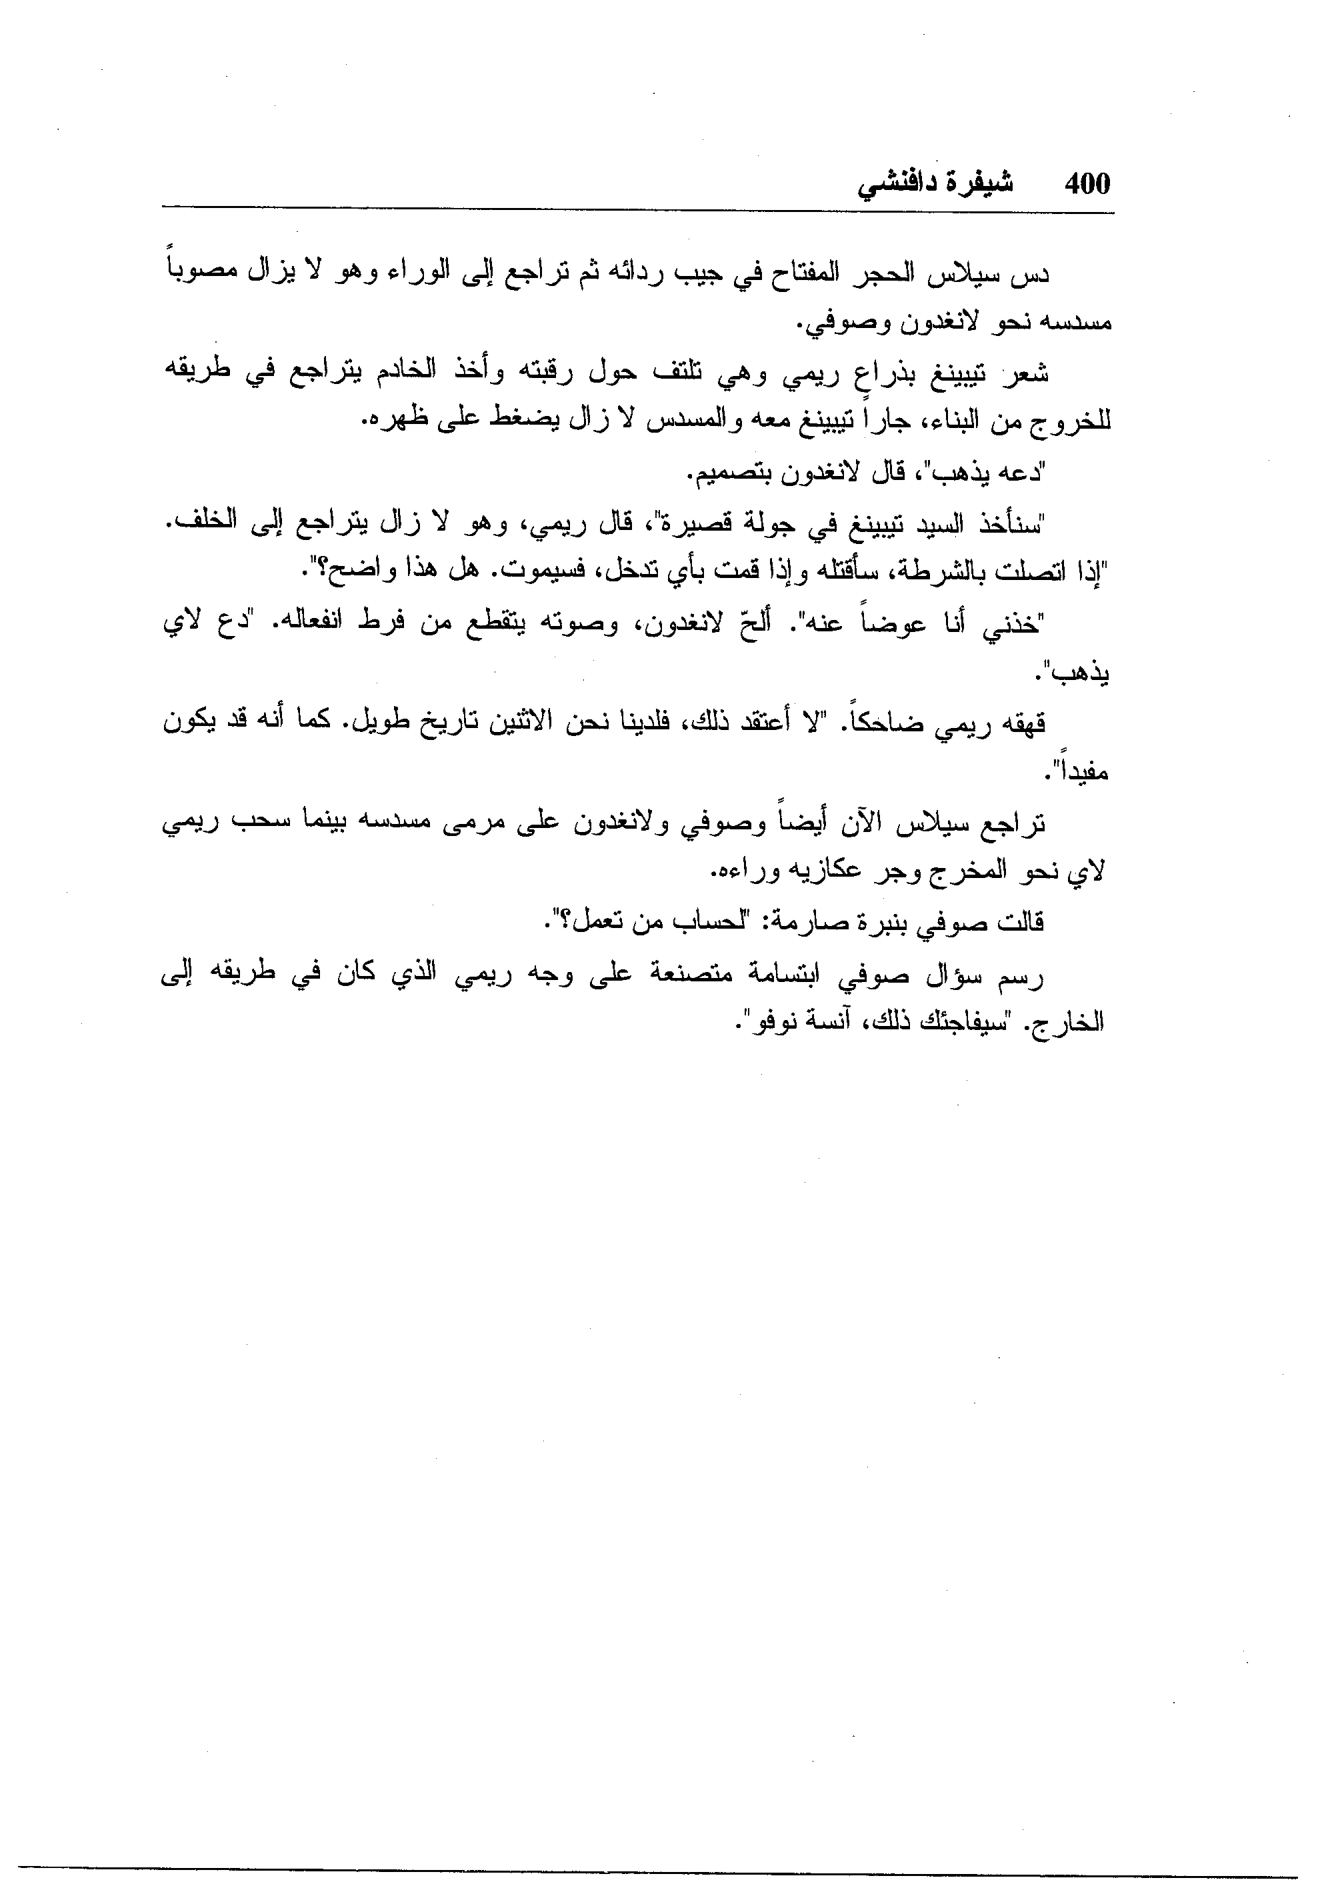 400 شيفرة دافنشي
دس سيلاس الحجر المفتاح في جيب ردائه ثم تراجع إلى الوراء وهو لا يزال مصوباً
مسدسه نحو لانغدون وصوفي.
شعر تيبينغ بذراع ريمي وهي تلتف حول رقبته وأخذ الخادم يتراجع في طريقه
للخروج من البناء، جاراً تيبينغ معه والمسدس لا زال يضغط على ظهره.
"دعه يذهب"، قال لانغدون بتصميم.
"سنأخذ السيد تيبينغ في جولة قصيرة"، قال ريمي، وهو لا زال يتراجع إلى الخلف.
"إذا اتصلت بالشرطة، سأقتله وإذا قمت بأي تدخل، فسيموت. هل هذا واضح؟".
"خذني أنا عوضاً عنه". ألحّ لانغدون، وصوته يتقطع من فرط انفعاله. "دع لاي
يذهب".
قهقه ريمي ضاحكاً. "لا أعتقد ذلك، فلدينا نحن الاثنين تاريخ طويل. كما أنه قد يكون
مفيداً".
تراجع سيلاس الآن أيضاً وصوفي ولانغدون على مرمى مسدسه بينما سحب ريمي
لاي نحو المخرج وجر عكازيه وراءه.
قالت صوفي بنبرة صارمة: "لحساب من تعمل؟".
رسم سؤال صوفي ابتسامة متصنعة على وجه ريمي الذي كان في طريقه إلى
الخارج. "سيفاجئك ذلك، آنسة نوفو".